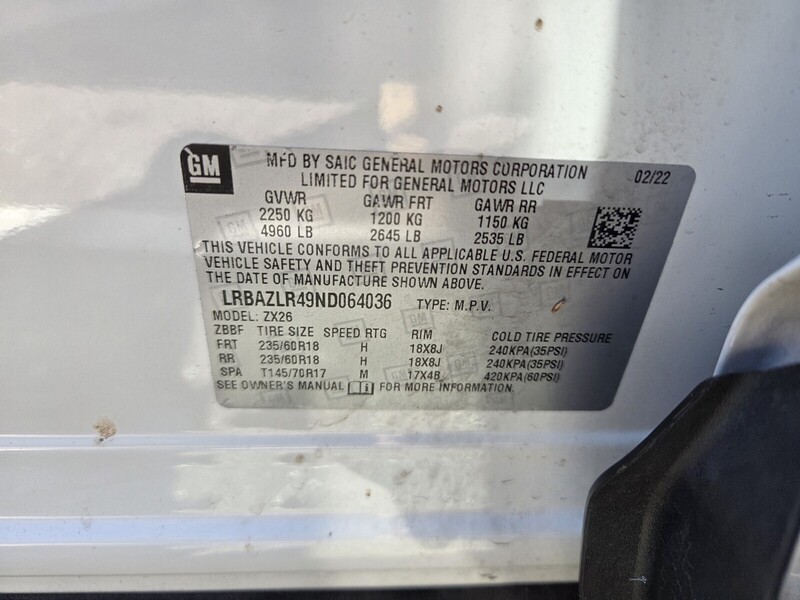 GM
MFD BY SAIC GENERAL MOTORS CORPORATION 02/22
LIMITED FOR GENERAL MOTORS LLC
GVWR GAWR FRT GAWR RR
2250 KG 1200 KG 1150 KG
4960 LB 2645 LB 2535 LB
THIS VEHICLE CONFORMS TO ALL APPLICABLE U.S. FEDERAL MOTOR
VEHICLE SAFETY AND THEFT PREVENTION STANDARDS IN EFFECT ON
THE DATE OF MANUFACTURE SHOWN ABOVE.
LRBAZLR49ND064036 TYPE: M.P.V.
MODEL: ZX26
ZBBF TIRE SIZE SPEED RTG RIM COLD TIRE PRESSURE
FRT 235/60R18 H 18X8J 240KPA(35PSI)
RR 235/60R18 H 18X8J 240KPA(35PSI)
SPA T145/70R17 M 17X4B 420KPA(60PSI)
SEE OWNER'S MANUAL FOR MORE INFORMATION.